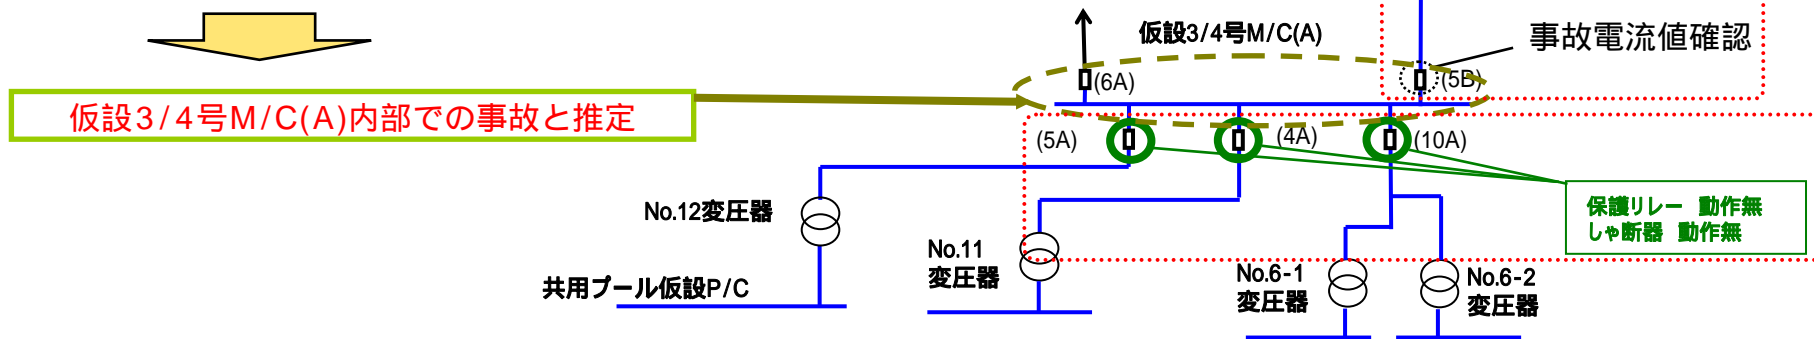 仮設3/4号M/C(A)
事故電流値確認
(6A)
(5B)
仮設3/4号M/C(A)内部での事故と推定
(5A)
(4A)
(10A)
保護リレー 動作無
しゃ断器 動作無
No.12変圧器
No.11
変圧器
No.6-1
変圧器
No.6-2
変圧器
共用プール仮設P/C